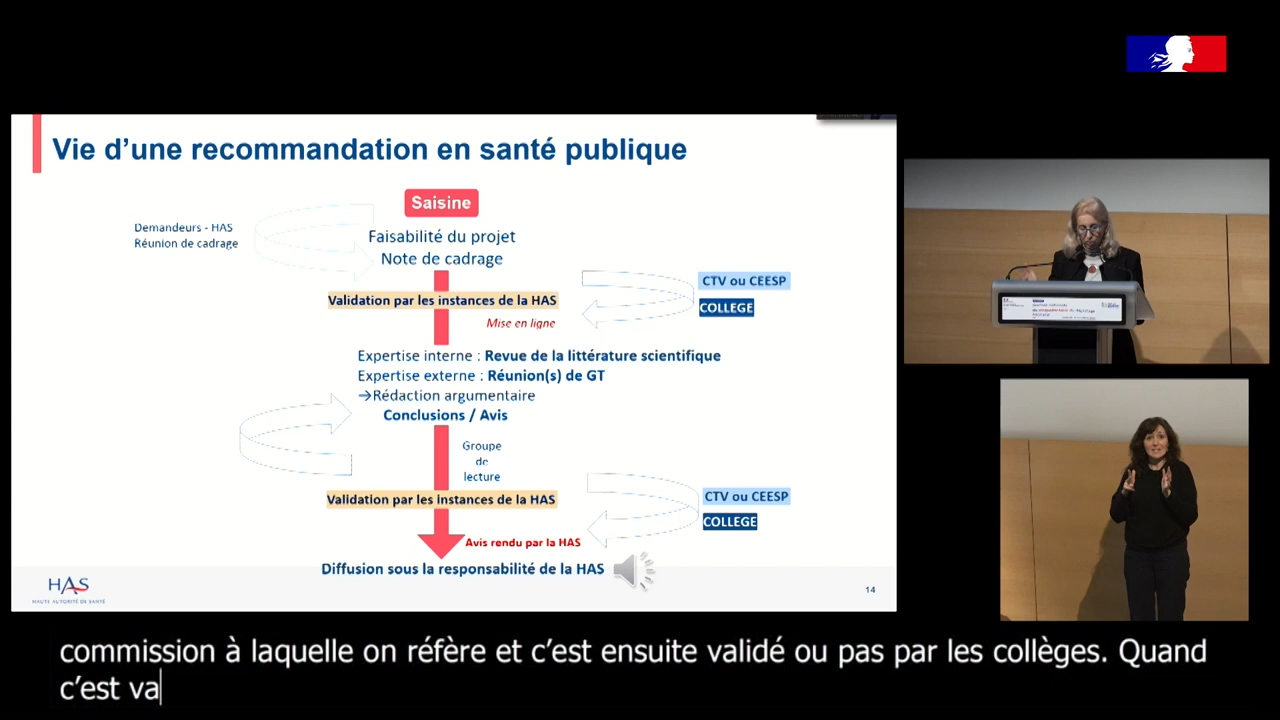 Vie d’une recommandation en santé publique
Saisine
Demandeurs - HAS
Réunion de cadrage
Faisabilité du projet
Note de cadrage
CTV ou CEESP
Validation par les instances de la HAS
COLLEGE
Mise en ligne
Expertise interne : Revue de la littérature scientifique
Expertise externe : Réunion(s) de GT
→Rédaction argumentaire
Conclusions / Avis
Groupe
de
lecture
Validation par les instances de la HAS
CTV ou CEESP
COLLEGE
Avis rendu par la HAS
Diffusion sous la responsabilité de la HAS
HAS
HAUTE AUTORITÉ DE SANTÉ
14
commission à laquelle on réfère et c’est ensuite validé ou pas par les collèges. Quand
c’est va